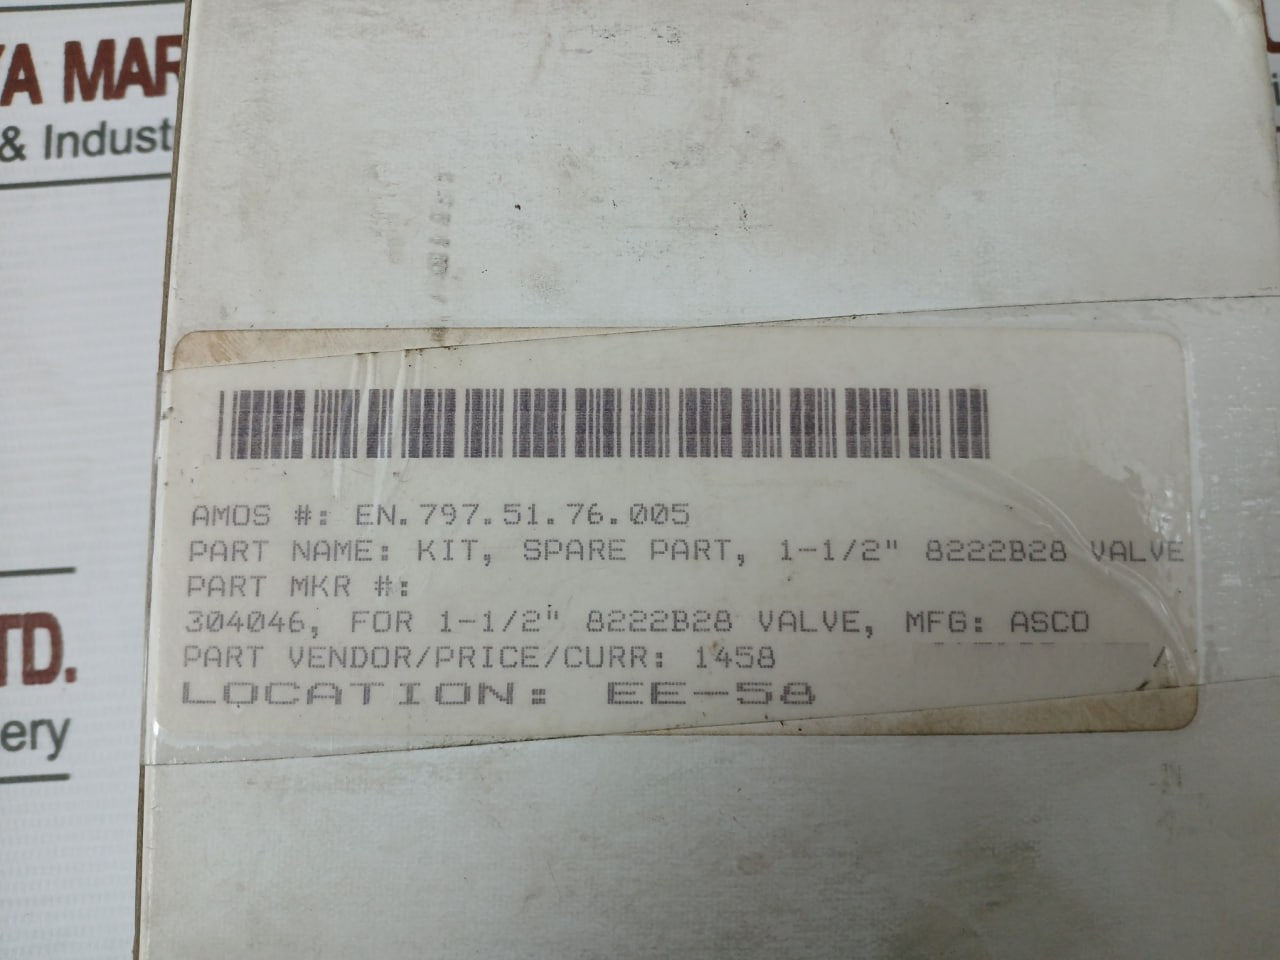 YA MAR
& Indust
TD.
ery
AMOS #: EN.797.51.76.005
PART NAME: KIT, SPARE PART, 1-1/2" 8222B28 VALVE
PART MKR #:
304046, FOR 1-1/2" 8222B28 VALVE, MFG: ASCO
PART VENDOR/PRICE/CURR: 1458 /
LOCATION: EE-58